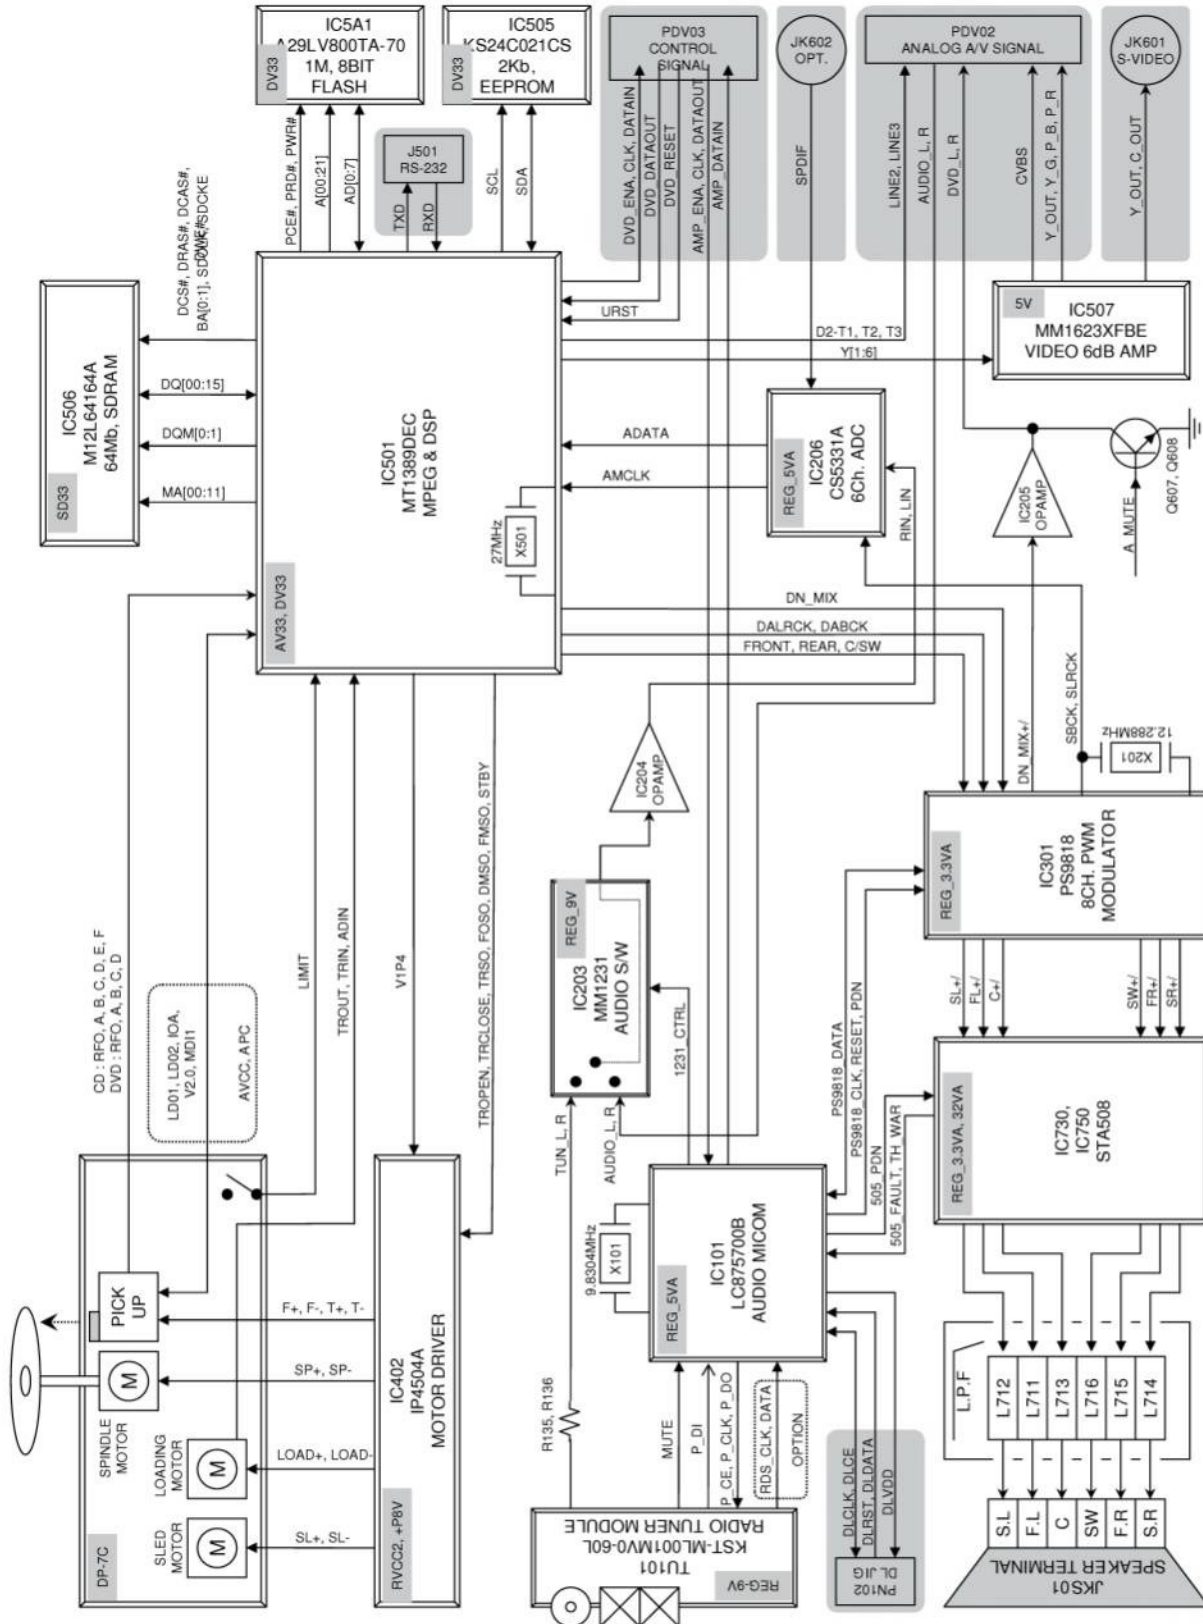 IC5A1
A29LV800TA-70
1M, 8BIT
FLASH
DV33
IC505
KS24C021CS
2Kb,
EEPROM
DV33
PDV03
CONTROL
SIGNAL
JK602
OPT.
PDV02
ANALOG A/V SIGNAL
JK601
S-VIDEO
PCE#, PRD#, PWR#
A[00:21]
AD[0:7]
J501
RS-232
TXD
RXD
SCL
SDA
DVD_ENA, CLK, DATAIN
DVD_DATAOUT
DVD_RESET
AMP_ENA, CLK, DATAOUT
AMP_DATAIN
SPDIF
LINE2, LINE3
AUDIO_L, R
DVD_L, R
CVBS
Y_OUT, Y_G, P_B, P_R
Y_OUT, C_OUT
DCS#, DRAS#, DCAS#,
BA[0:1], SDCLK, SDCKE
IC506
M12L64164A
64Mb, SDRAM
SD33
DQ[00:15]
DQM[0:1]
MA[00:11]
IC501
MT1389DEC
MPEG & DSP
AV33, DV33
27MHz
X501
URST
D2-T1, T2, T3
Y[1:6]
5V
IC507
MM1623XFBE
VIDEO 6dB AMP
ADATA
AMCLK
REG_5VA
IC206
CS5331A
6Ch. ADC
RIN, LIN
IC205
OPAMP
A_MUTE
Q607, Q608
DN_MIX
DALRCK, DABCK
FRONT, REAR, C/SW
CD : RFO, A, B, C, D, E, F
DVD : RFO, A, B, C, D
LD01, LD02, IOA,
V2.0, MDI1
AVCC, APC
LIMIT
TROUT, TRIN, ADIN
V1P4
TROPEN, TRCLOSE, TRSO, FOSO, DMSO, FMSO, STBY
IC204
OPAMP
REG_9V
IC203
MM1231
AUDIO S/W
1231_CTRL
TUN_L, R
AUDIO_L, R
DN_MIX+/
SBCK, SLRCK
12.288MHz
X201
REG_3.3VA
IC301
PS9818
8CH. PWM
MODULATOR
PS9818_DATA
PS9818_CLK, RESET, PDN
505_PDN
505_FAULT, TH_WAR
SL+/
FL+/
C+/
SW+/
FR+/
SR+/
REG_3.3VA, 32VA
IC730,
IC750
STA508
PICK
UP
M
SPINDLE
MOTOR
M
LOADING
MOTOR
M
SLED
MOTOR
DP-7C
F+, F-, T+, T-
SP+, SP-
LOAD+, LOAD-
SL+, SL-
IC402
IP4504A
MOTOR DRIVER
RVCC2, +P8V
R135, R136
9.8304MHz
X101
REG_5VA
IC101
LC875700B
AUDIO MICOM
MUTE
P_DI
P_CE, P_CLK, P_DO
RDS_CLK, DATA
OPTION
TU101
KST-ML001MV0-60L
RADIO TUNER MODULE
REG-9V
DLCLK, DLCE
DLRST, DLDATA
DLVDD
PN102
DL JIG
L.P.F
L712
L711
L713
L716
L715
L714
S.L
F.L
C
SW
F.R
S.R
JKS01
SPEAKER TERMINAL